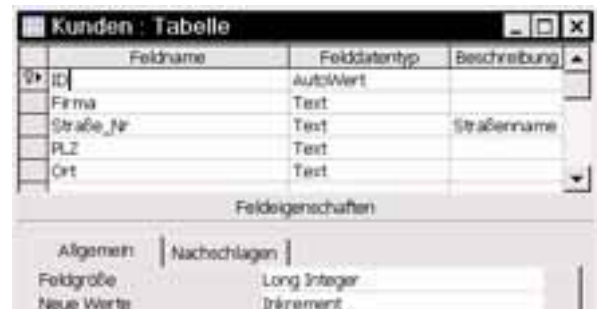 Kunden : Tabelle
Feldname Felddatentyp Beschreibung
ID AutoWert
Firma Text
Straße_Nr Text Straßenname
PLZ Text
Ort Text
Feldeigenschaften
Allgemein Nachschlagen
Feldgröße Long Integer
Neue Werte Inkrement